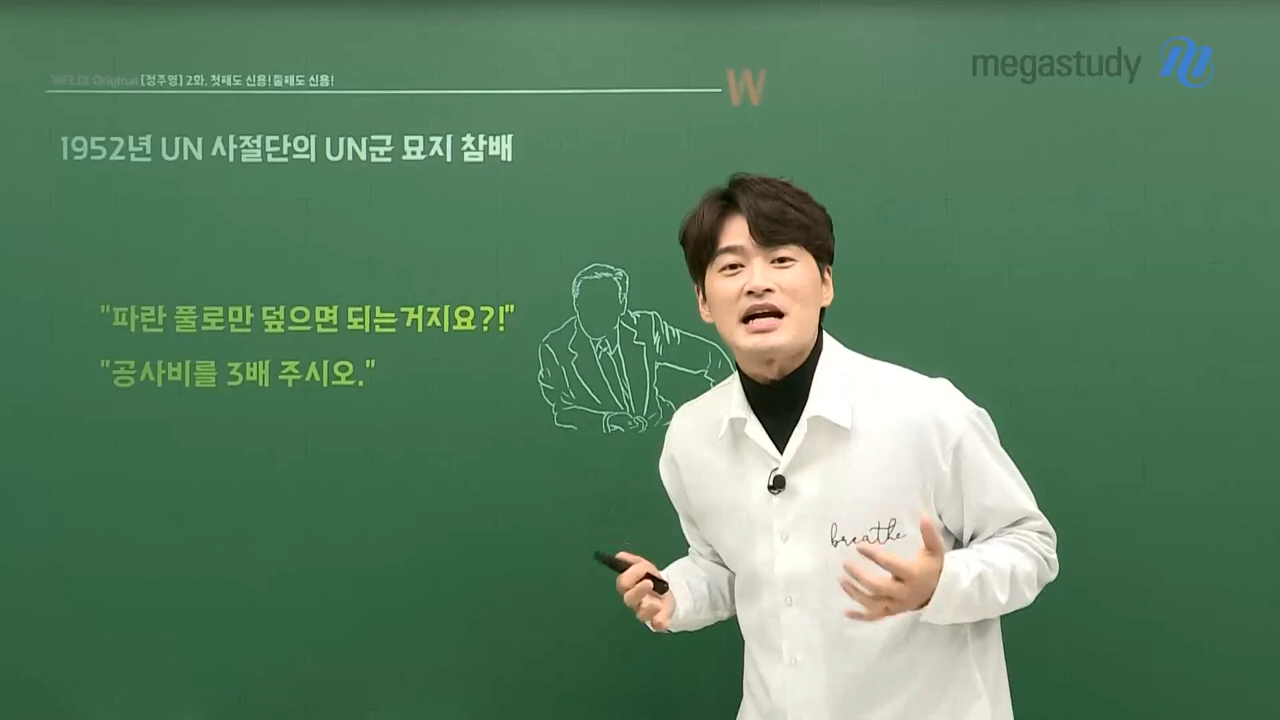 WFLIX Original [정주영] 2화. 첫째도 신용! 둘째도 신용!
W
megastudy
1952년 UN 사절단의 UN군 묘지 참배
"파란 풀로만 덮으면 되는거지요?!"
"공사비를 3배 주시오."
breathe